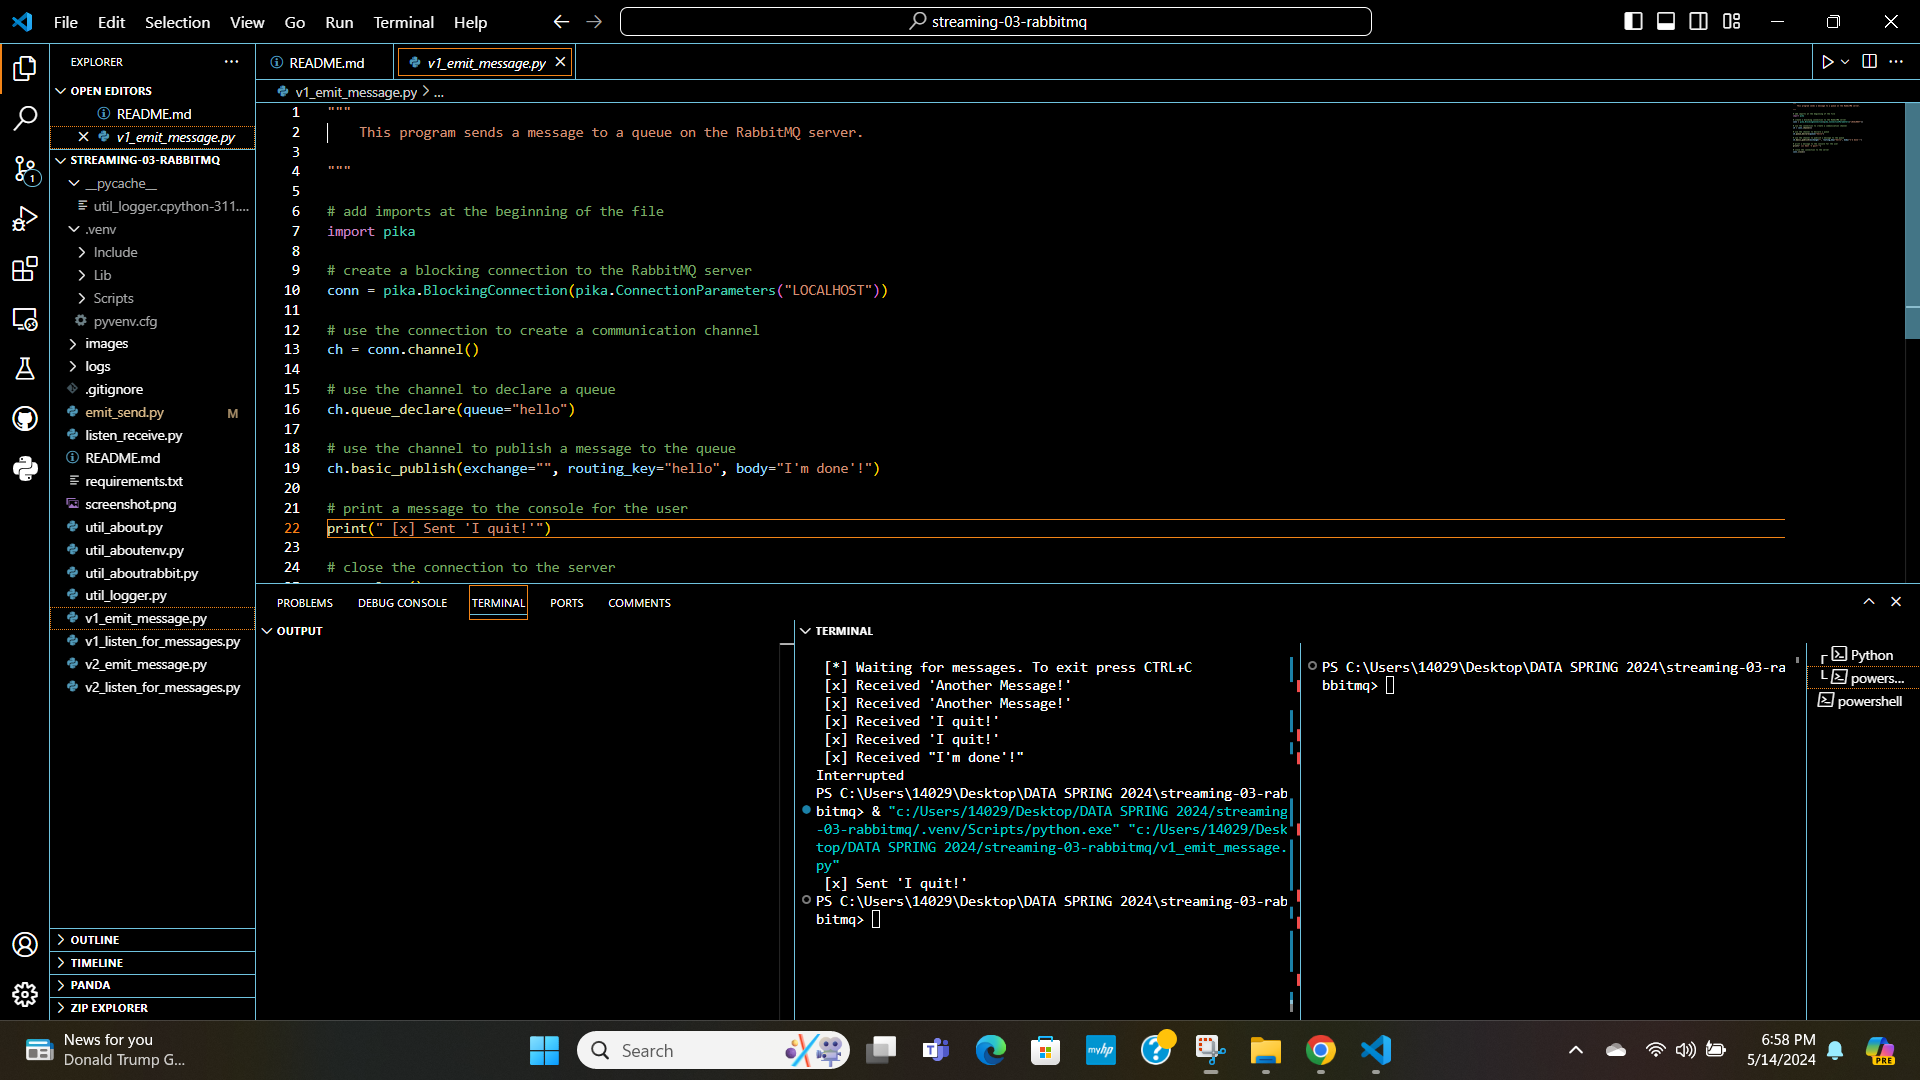 File Edit Selection View Go Run Terminal Help
streaming-03-rabbitmq
EXPLORER
OPEN EDITORS
README.md
v1_emit_message.py
STREAMING-03-RABBITMQ
__pycache__
util_logger.cpython-311....
.venv
Include
Lib
Scripts
pyvenv.cfg
images
logs
.gitignore
emit_send.py M
listen_receive.py
README.md
requirements.txt
screenshot.png
util_about.py
util_aboutenv.py
util_aboutrabbit.py
util_logger.py
v1_emit_message.py
v1_listen_for_messages.py
v2_emit_message.py
v2_listen_for_messages.py
OUTLINE
TIMELINE
PANDA
ZIP EXPLORER
1
README.md v1_emit_message.py
v1_emit_message.py > ...
1 """
2 This program sends a message to a queue on the RabbitMQ server.
3
4 """
5
6 # add imports at the beginning of the file
7 import pika
8
9 # create a blocking connection to the RabbitMQ server
10 conn = pika.BlockingConnection(pika.ConnectionParameters("LOCALHOST"))
11
12 # use the connection to create a communication channel
13 ch = conn.channel()
14
15 # use the channel to declare a queue
16 ch.queue_declare(queue="hello")
17
18 # use the channel to publish a message to the queue
19 ch.basic_publish(exchange="", routing_key="hello", body="I'm done'!")
20
21 # print a message to the console for the user
22 print(" [x] Sent 'I quit!'")
23
24 # close the connection to the server
PROBLEMS DEBUG CONSOLE TERMINAL PORTS COMMENTS
OUTPUT
TERMINAL
[*] Waiting for messages. To exit press CTRL+C
[x] Received 'Another Message!'
[x] Received 'Another Message!'
[x] Received 'I quit!'
[x] Received 'I quit!'
[x] Received "I'm done'!"
Interrupted
PS C:\Users\14029\Desktop\DATA SPRING 2024\streaming-03-rab
bitmq> & "c:/Users/14029/Desktop/DATA SPRING 2024/streaming
-03-rabbitmq/.venv/Scripts/python.exe" "c:/Users/14029/Desk
top/DATA SPRING 2024/streaming-03-rabbitmq/v1_emit_message.
py"
[x] Sent 'I quit!'
PS C:\Users\14029\Desktop\DATA SPRING 2024\streaming-03-rab
bitmq>
PS C:\Users\14029\Desktop\DATA SPRING 2024\streaming-03-ra
bbitmq>
Python
powers...
powershell
News for you
Donald Trump G...
Search
myhp
6:58 PM
5/14/2024
PRE